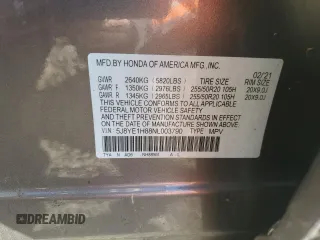 MFD.BY HONDA OF AMERICA MFG.,INC. 02/21
GVWR 2640KG (5820LBS) TIRE SIZE RIM SIZE
GAWR F 1350KG (2976LBS) 255/50R20 105H 20X9.0J
GAWR R 1345KG (2965LBS) 255/50R20 105H 20X9.0J
THIS VEHICLE CONFORMS TO ALL APPLICABLE
FEDERAL MOTOR VEHICLE SAFETY AND
THEFT PREVENTION STANDARDS IN EFFECT ON
THE DATE OF MANUFACTURE SHOWN ABOVE.
V.I.N.: 5J8YE1H88NL003790 TYPE: MPV
DREAMBID